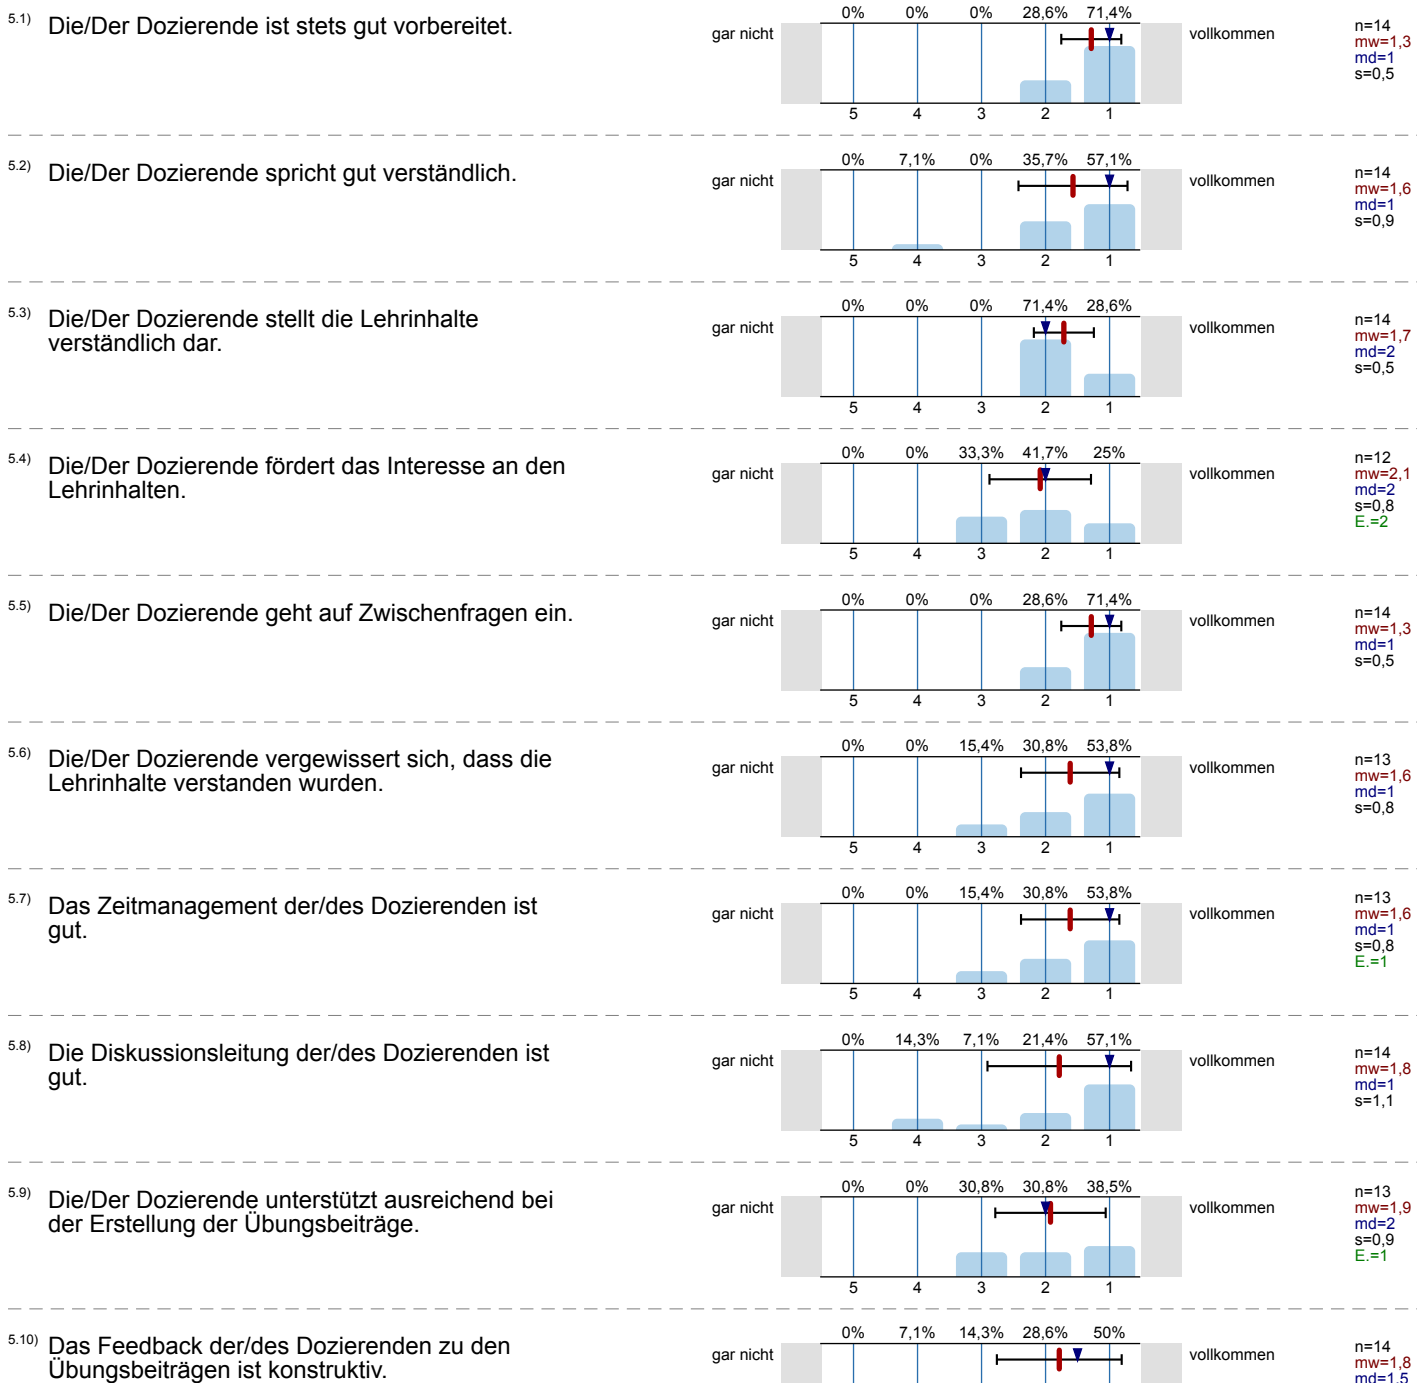 5.1) Die/Der Dozierende ist stets gut vorbereitet.
0% 0% 0% 28,6% 71,4%
gar nicht vollkommen
5 4 3 2 1
n=14
mw=1,3
md=1
s=0,5
5.2) Die/Der Dozierende spricht gut verständlich.
0% 7,1% 0% 35,7% 57,1%
gar nicht vollkommen
5 4 3 2 1
n=14
mw=1,6
md=1
s=0,9
5.3) Die/Der Dozierende stellt die Lehrinhalte
verständlich dar.
0% 0% 0% 71,4% 28,6%
gar nicht vollkommen
5 4 3 2 1
n=14
mw=1,7
md=2
s=0,5
5.4) Die/Der Dozierende fördert das Interesse an den
Lehrinhalten.
0% 0% 33,3% 41,7% 25%
gar nicht vollkommen
5 4 3 2 1
n=12
mw=2,1
md=2
s=0,8
E.=2
5.5) Die/Der Dozierende geht auf Zwischenfragen ein.
0% 0% 0% 28,6% 71,4%
gar nicht vollkommen
5 4 3 2 1
n=14
mw=1,3
md=1
s=0,5
5.6) Die/Der Dozierende vergewissert sich, dass die
Lehrinhalte verstanden wurden.
0% 0% 15,4% 30,8% 53,8%
gar nicht vollkommen
5 4 3 2 1
n=13
mw=1,6
md=1
s=0,8
5.7) Das Zeitmanagement der/des Dozierenden ist
gut.
0% 0% 15,4% 30,8% 53,8%
gar nicht vollkommen
5 4 3 2 1
n=13
mw=1,6
md=1
s=0,8
E.=1
5.8) Die Diskussionsleitung der/des Dozierenden ist
gut.
0% 14,3% 7,1% 21,4% 57,1%
gar nicht vollkommen
5 4 3 2 1
n=14
mw=1,8
md=1
s=1,1
5.9) Die/Der Dozierende unterstützt ausreichend bei
der Erstellung der Übungsbeiträge.
0% 0% 30,8% 30,8% 38,5%
gar nicht vollkommen
5 4 3 2 1
n=13
mw=1,9
md=2
s=0,9
E.=1
5.10) Das Feedback der/des Dozierenden zu den
Übungsbeiträgen ist konstruktiv.
0% 7,1% 14,3% 28,6% 50%
gar nicht vollkommen
n=14
mw=1,8
md=1,5